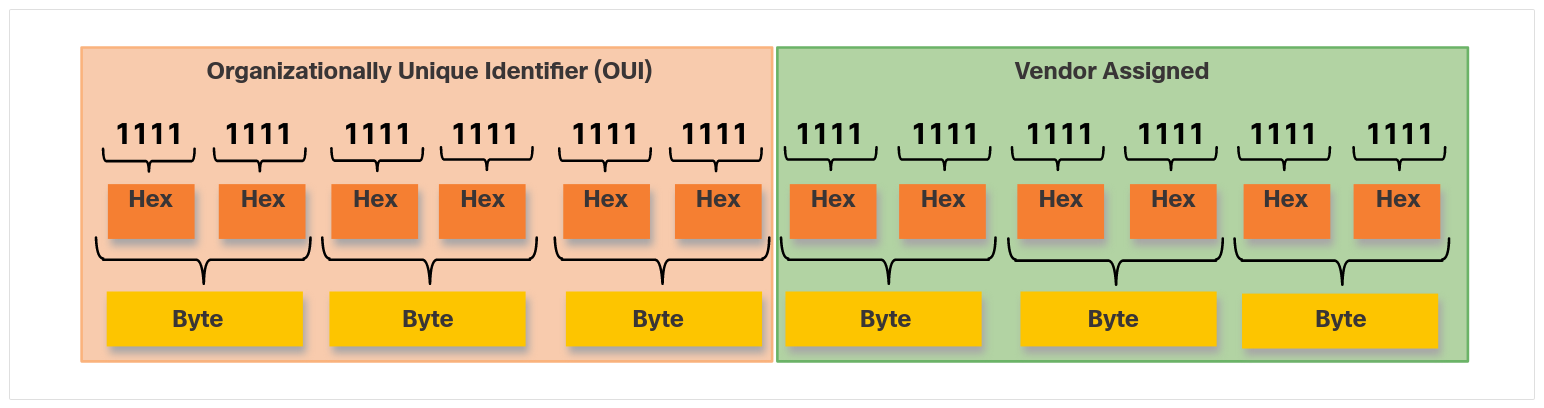 Organizationally Unique Identifier (OUI) Vendor Assigned
1111 1111 1111 1111 1111 1111 1111 1111 1111 1111 1111 1111
Hex Hex Hex Hex Hex Hex Hex Hex Hex Hex Hex Hex
Byte Byte Byte Byte Byte Byte